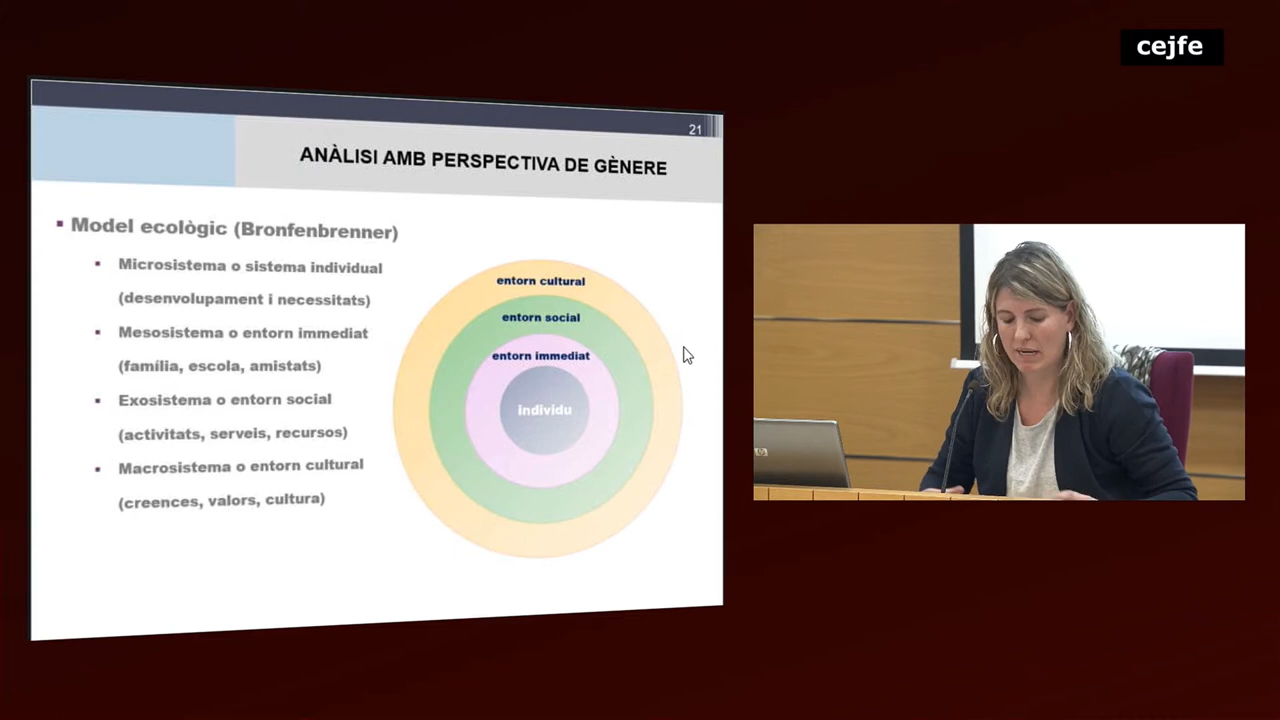 cejfe
21
ANÀLISI AMB PERSPECTIVA DE GÈNERE
▪ Model ecològic (Bronfenbrenner)
▪ Microsistema o sistema individual
(desenvolupament i necessitats)
▪ Mesosistema o entorn immediat
(família, escola, amistats)
▪ Exosistema o entorn social
(activitats, serveis, recursos)
▪ Macrosistema o entorn cultural
(creences, valors, cultura)
entorn cultural
entorn social
entorn immediat
individu
hp